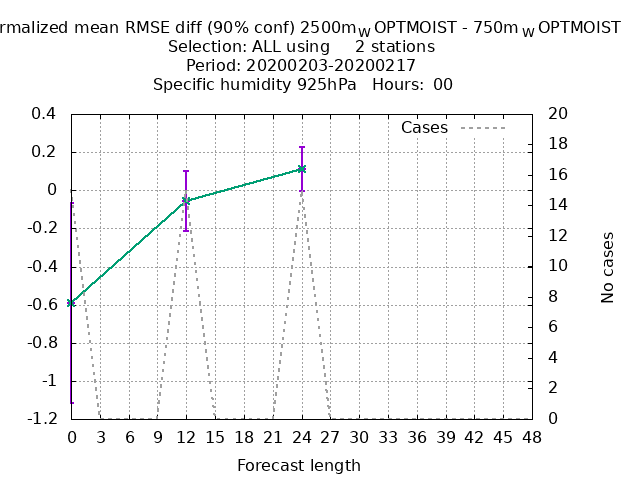 rmalized mean RMSE diff (90% conf) 2500m W OPTMOIST - 750m W OPTMOIST
Selection: ALL using 2 stations
Period: 20200203-20200217
Specific humidity 925hPa Hours: 00
Cases
0.4
0.2
0
-0.2
-0.4
-0.6
-0.8
-1
-1.2
20
18
16
14
12
10
8
6
4
2
0
No cases
0 3 6 9 12 15 18 21 24 27 30 33 36 39 42 45 48
Forecast length